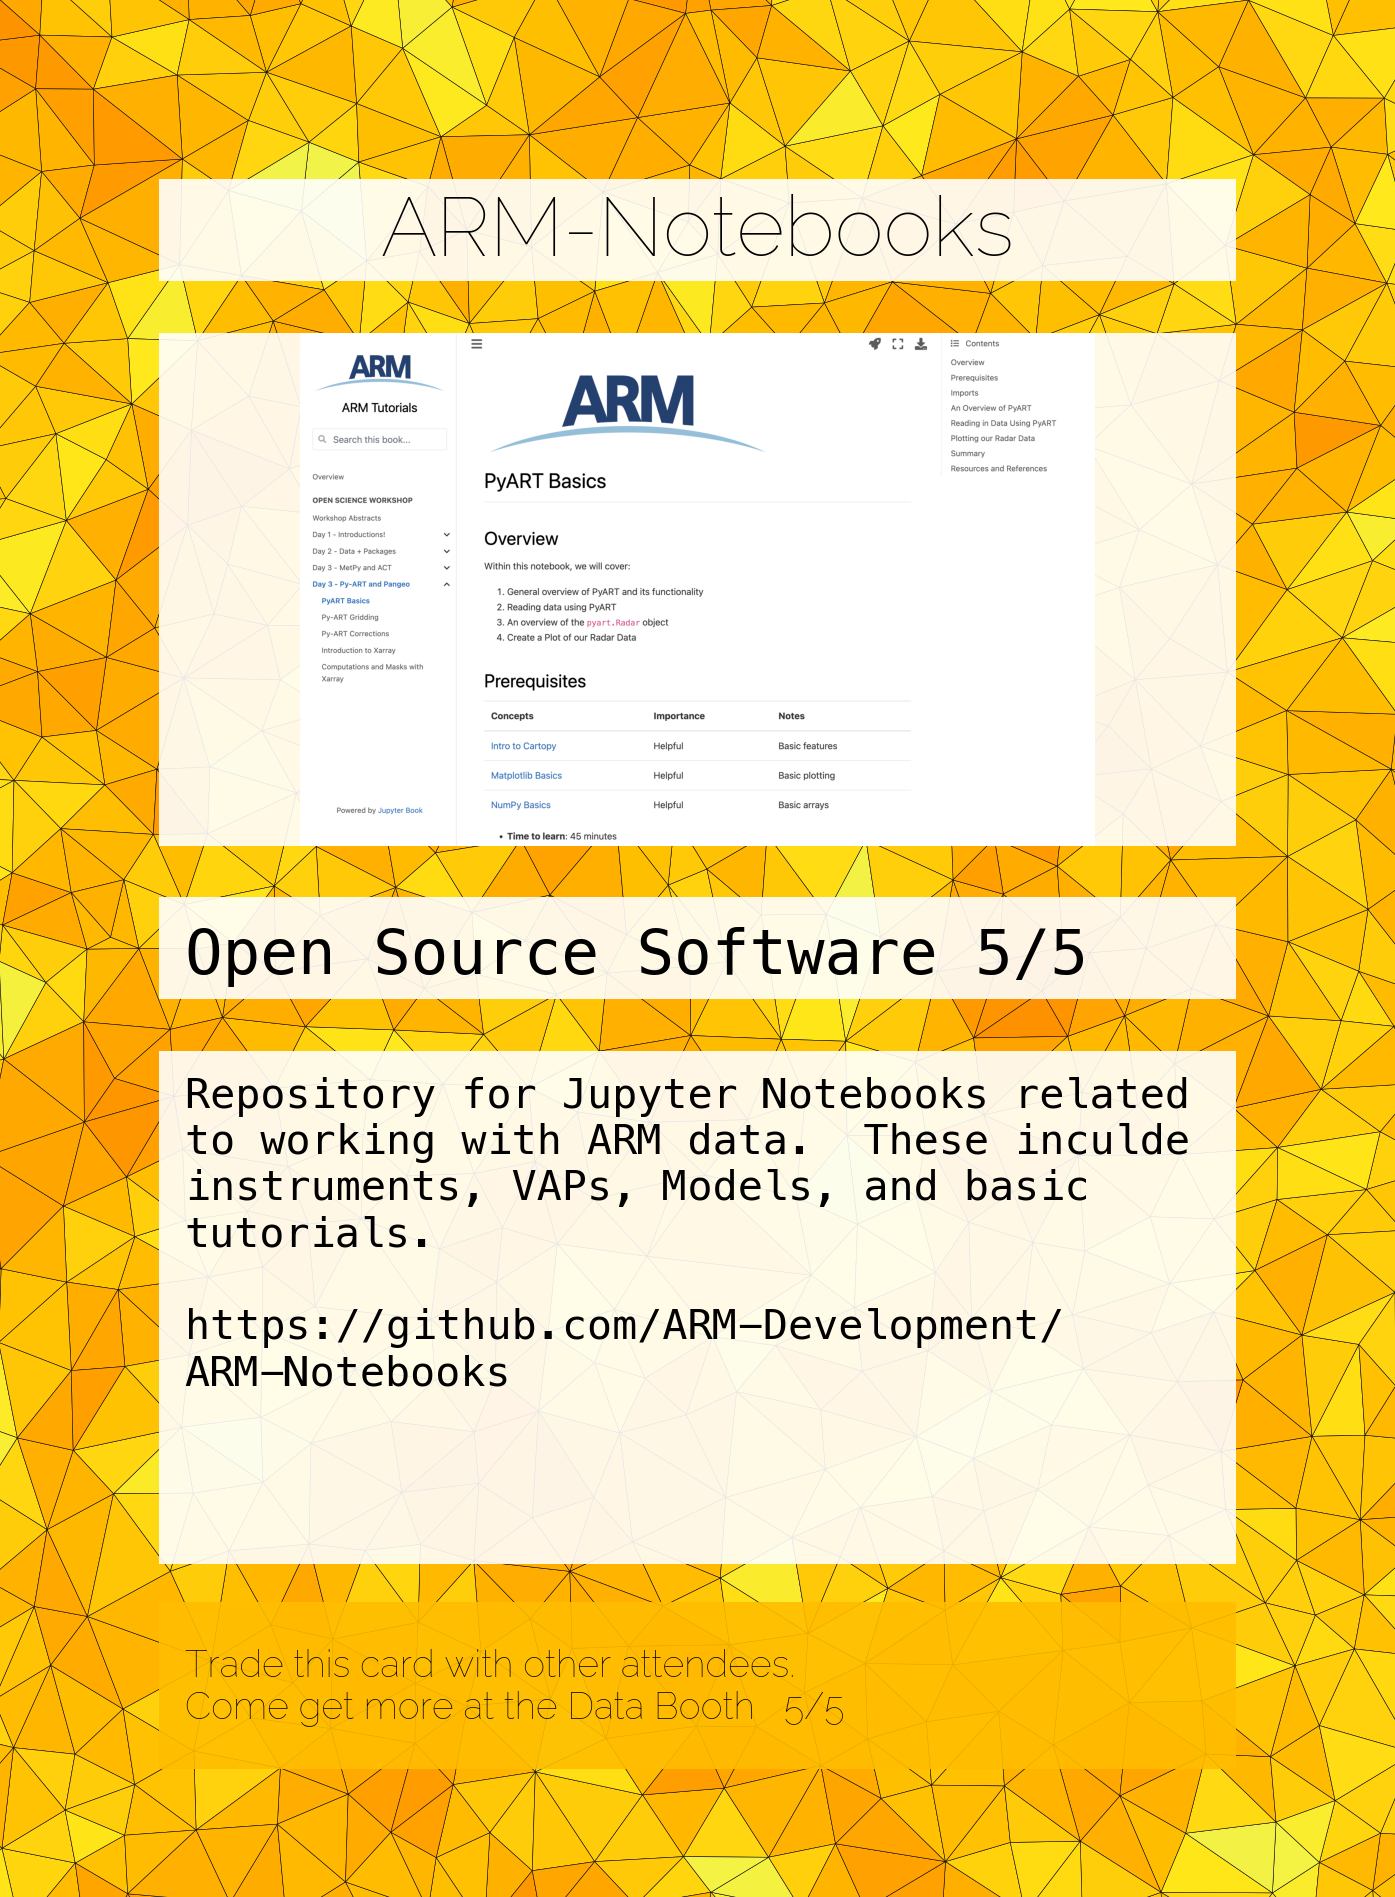 ARM-Notebooks
ARM
ARM Tutorials
Search this book...
Overview
OPEN SCIENCE WORKSHOP
Workshop Abstracts
Day 1 - Introductions!
Day 2 - Data + Packages
Day 3 - MetPy and ACT
Day 3 - Py-ART and Pangeo
PyART Basics
Py-ART Gridding
Py-ART Corrections
Introduction to Xarray
Computations and Masks with
Xarray
Powered by Jupyter Book
ARM
PyART Basics
Overview
Within this notebook, we will cover:
1. General overview of PyART and its functionality
2. Reading data using PyART
3. An overview of the pyart.Radar object
4. Create a Plot of our Radar Data
Prerequisites
Concepts Importance Notes
Intro to Cartopy Helpful Basic features
Matplotlib Basics Helpful Basic plotting
NumPy Basics Helpful Basic arrays
• Time to learn: 45 minutes
Contents
Overview
Prerequisites
Imports
An Overview of PyART
Reading in Data Using PyART
Plotting our Radar Data
Summary
Resources and References
Open Source Software 5/5
Repository for Jupyter Notebooks related
to working with ARM data.  These inculde
instruments, VAPs, Models, and basic
tutorials.
https://github.com/ARM-Development/
ARM-Notebooks
Trade this card with other attendees.
Come get more at the Data Booth   5/5